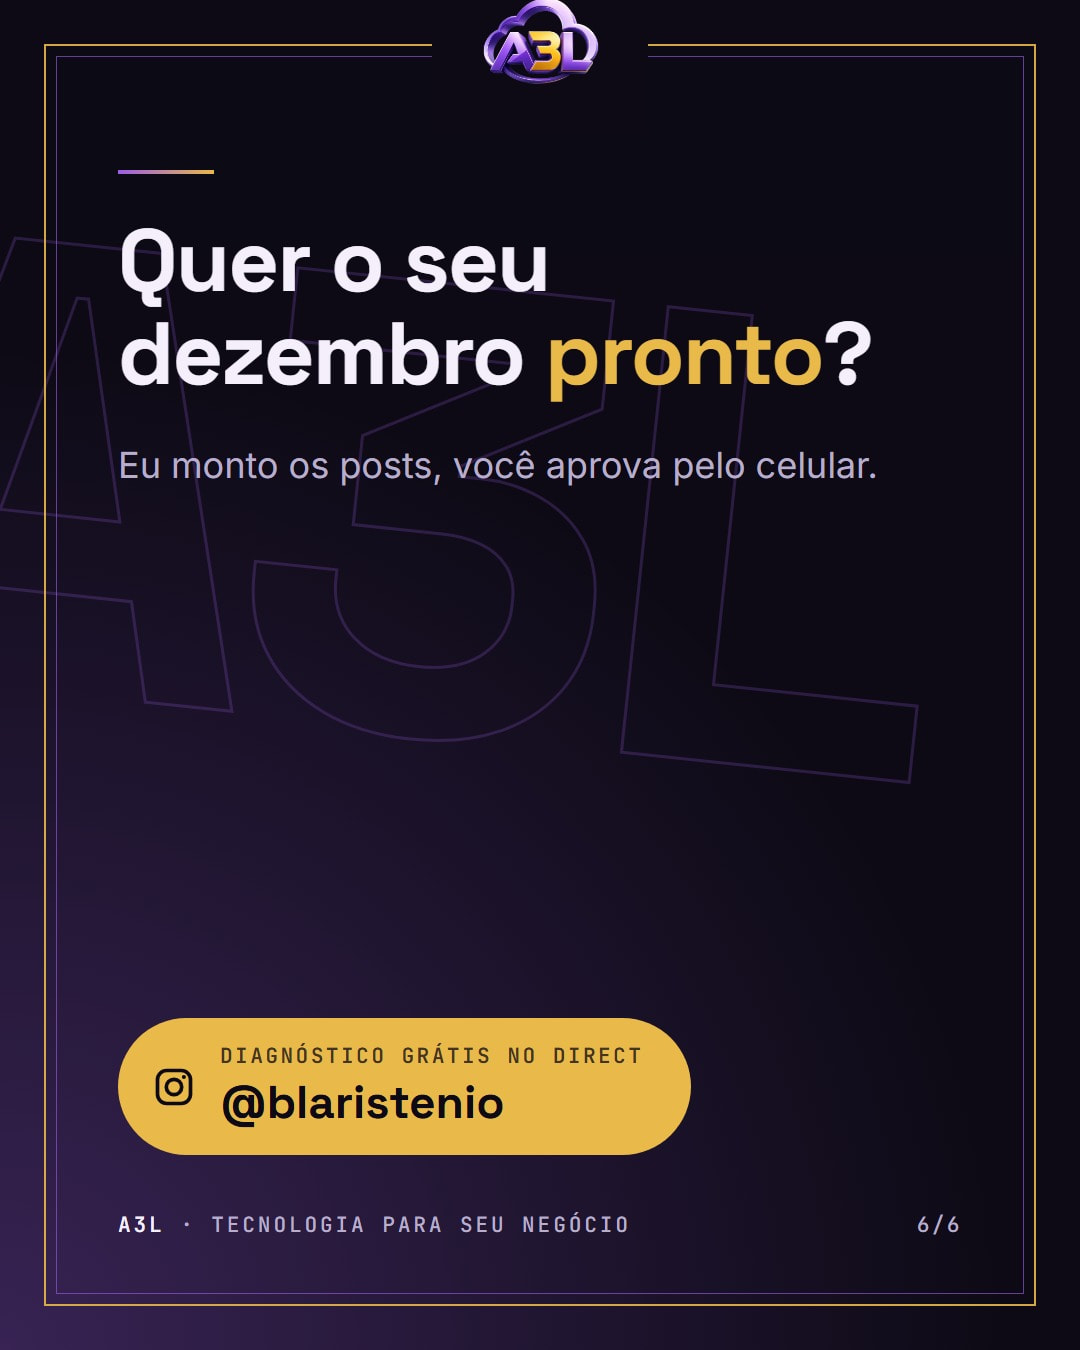 A3L
Quer o seu
dezembro pronto?
Eu monto os posts, você aprova pelo celular.
A3L
DIAGNÓSTICO GRÁTIS NO DIRECT
@blaristenio
A3L · TECNOLOGIA PARA SEU NEGÓCIO
6/6